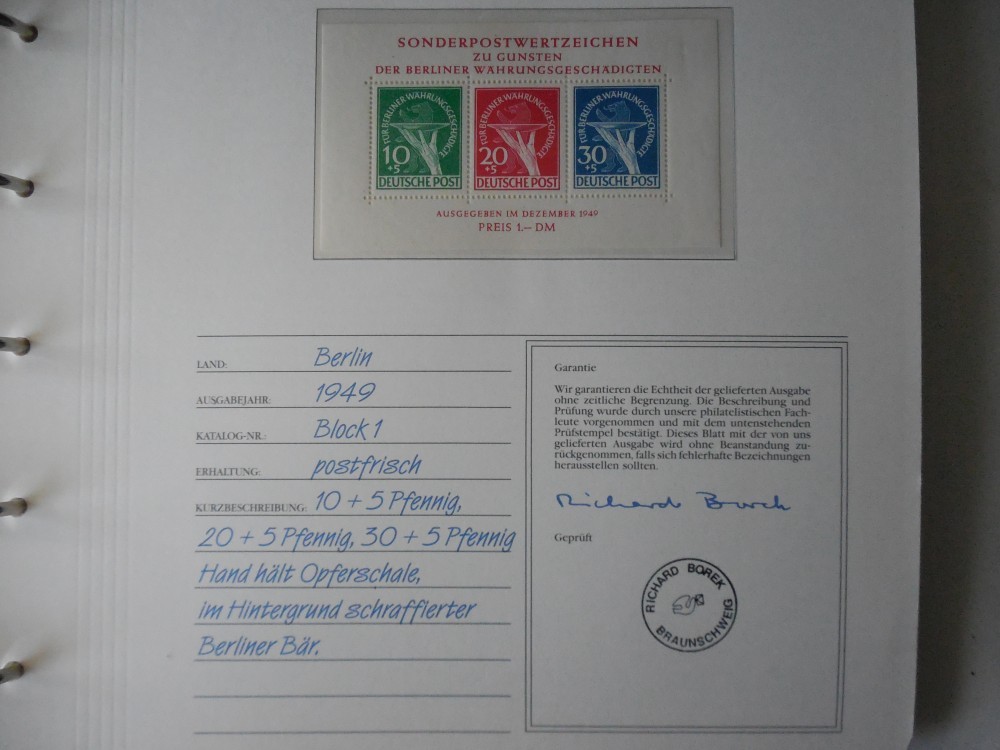 SONDERPOSTWERTZEICHEN
ZU GUNSTEN
DER BERLINER WÄHRUNGSGESCHÄDIGTEN
FÜR BERLINER WÄHRUNGSGESCHÄDIGTE
10
+5
DEUTSCHE POST
FÜR BERLINER WÄHRUNGSGESCHÄDIGTE
20
+5
DEUTSCHE POST
FÜR BERLINER WÄHRUNGSGESCHÄDIGTE
30
+5
DEUTSCHE POST
AUSGEGEBEN IM DEZEMBER 1949
PREIS 1.– DM
LAND: Berlin
AUSGABEJAHR: 1949
KATALOG-NR.: Block 1
ERHALTUNG: postfrisch
KURZBESCHREIBUNG: 10 + 5 Pfennig,
20 + 5 Pfennig, 30 + 5 Pfennig
Hand hält Opferschale,
im Hintergrund schraffierter
Berliner Bär.
Garantie
Wir garantieren die Echtheit der gelieferten Ausgabe
ohne zeitliche Begrenzung. Die Beschreibung und
Prüfung wurde durch unsere philatelistischen Fach-
leute vorgenommen und mit dem untenstehenden
Prüfstempel bestätigt. Dieses Blatt mit der von uns
gelieferten Ausgabe wird ohne Beanstandung zu-
rückgenommen, falls sich fehlerhafte Bezeichnungen
herausstellen sollten.
Richard Borek
Geprüft
RICHARD BOREK
BRAUNSCHWEIG